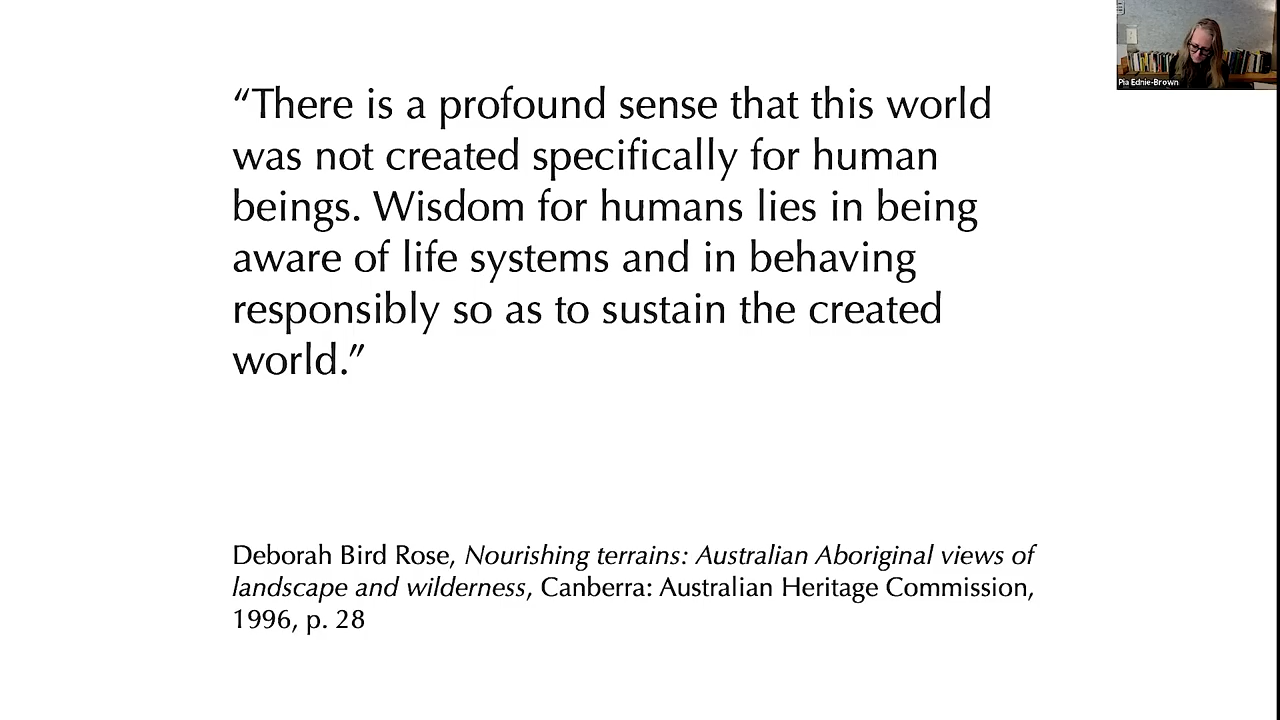 “There is a profound sense that this world
was not created specifically for human
beings. Wisdom for humans lies in being
aware of life systems and in behaving
responsibly so as to sustain the created
world.”
Deborah Bird Rose, Nourishing terrains: Australian Aboriginal views of
landscape and wilderness, Canberra: Australian Heritage Commission,
1996, p. 28
Pia Ednie-Brown